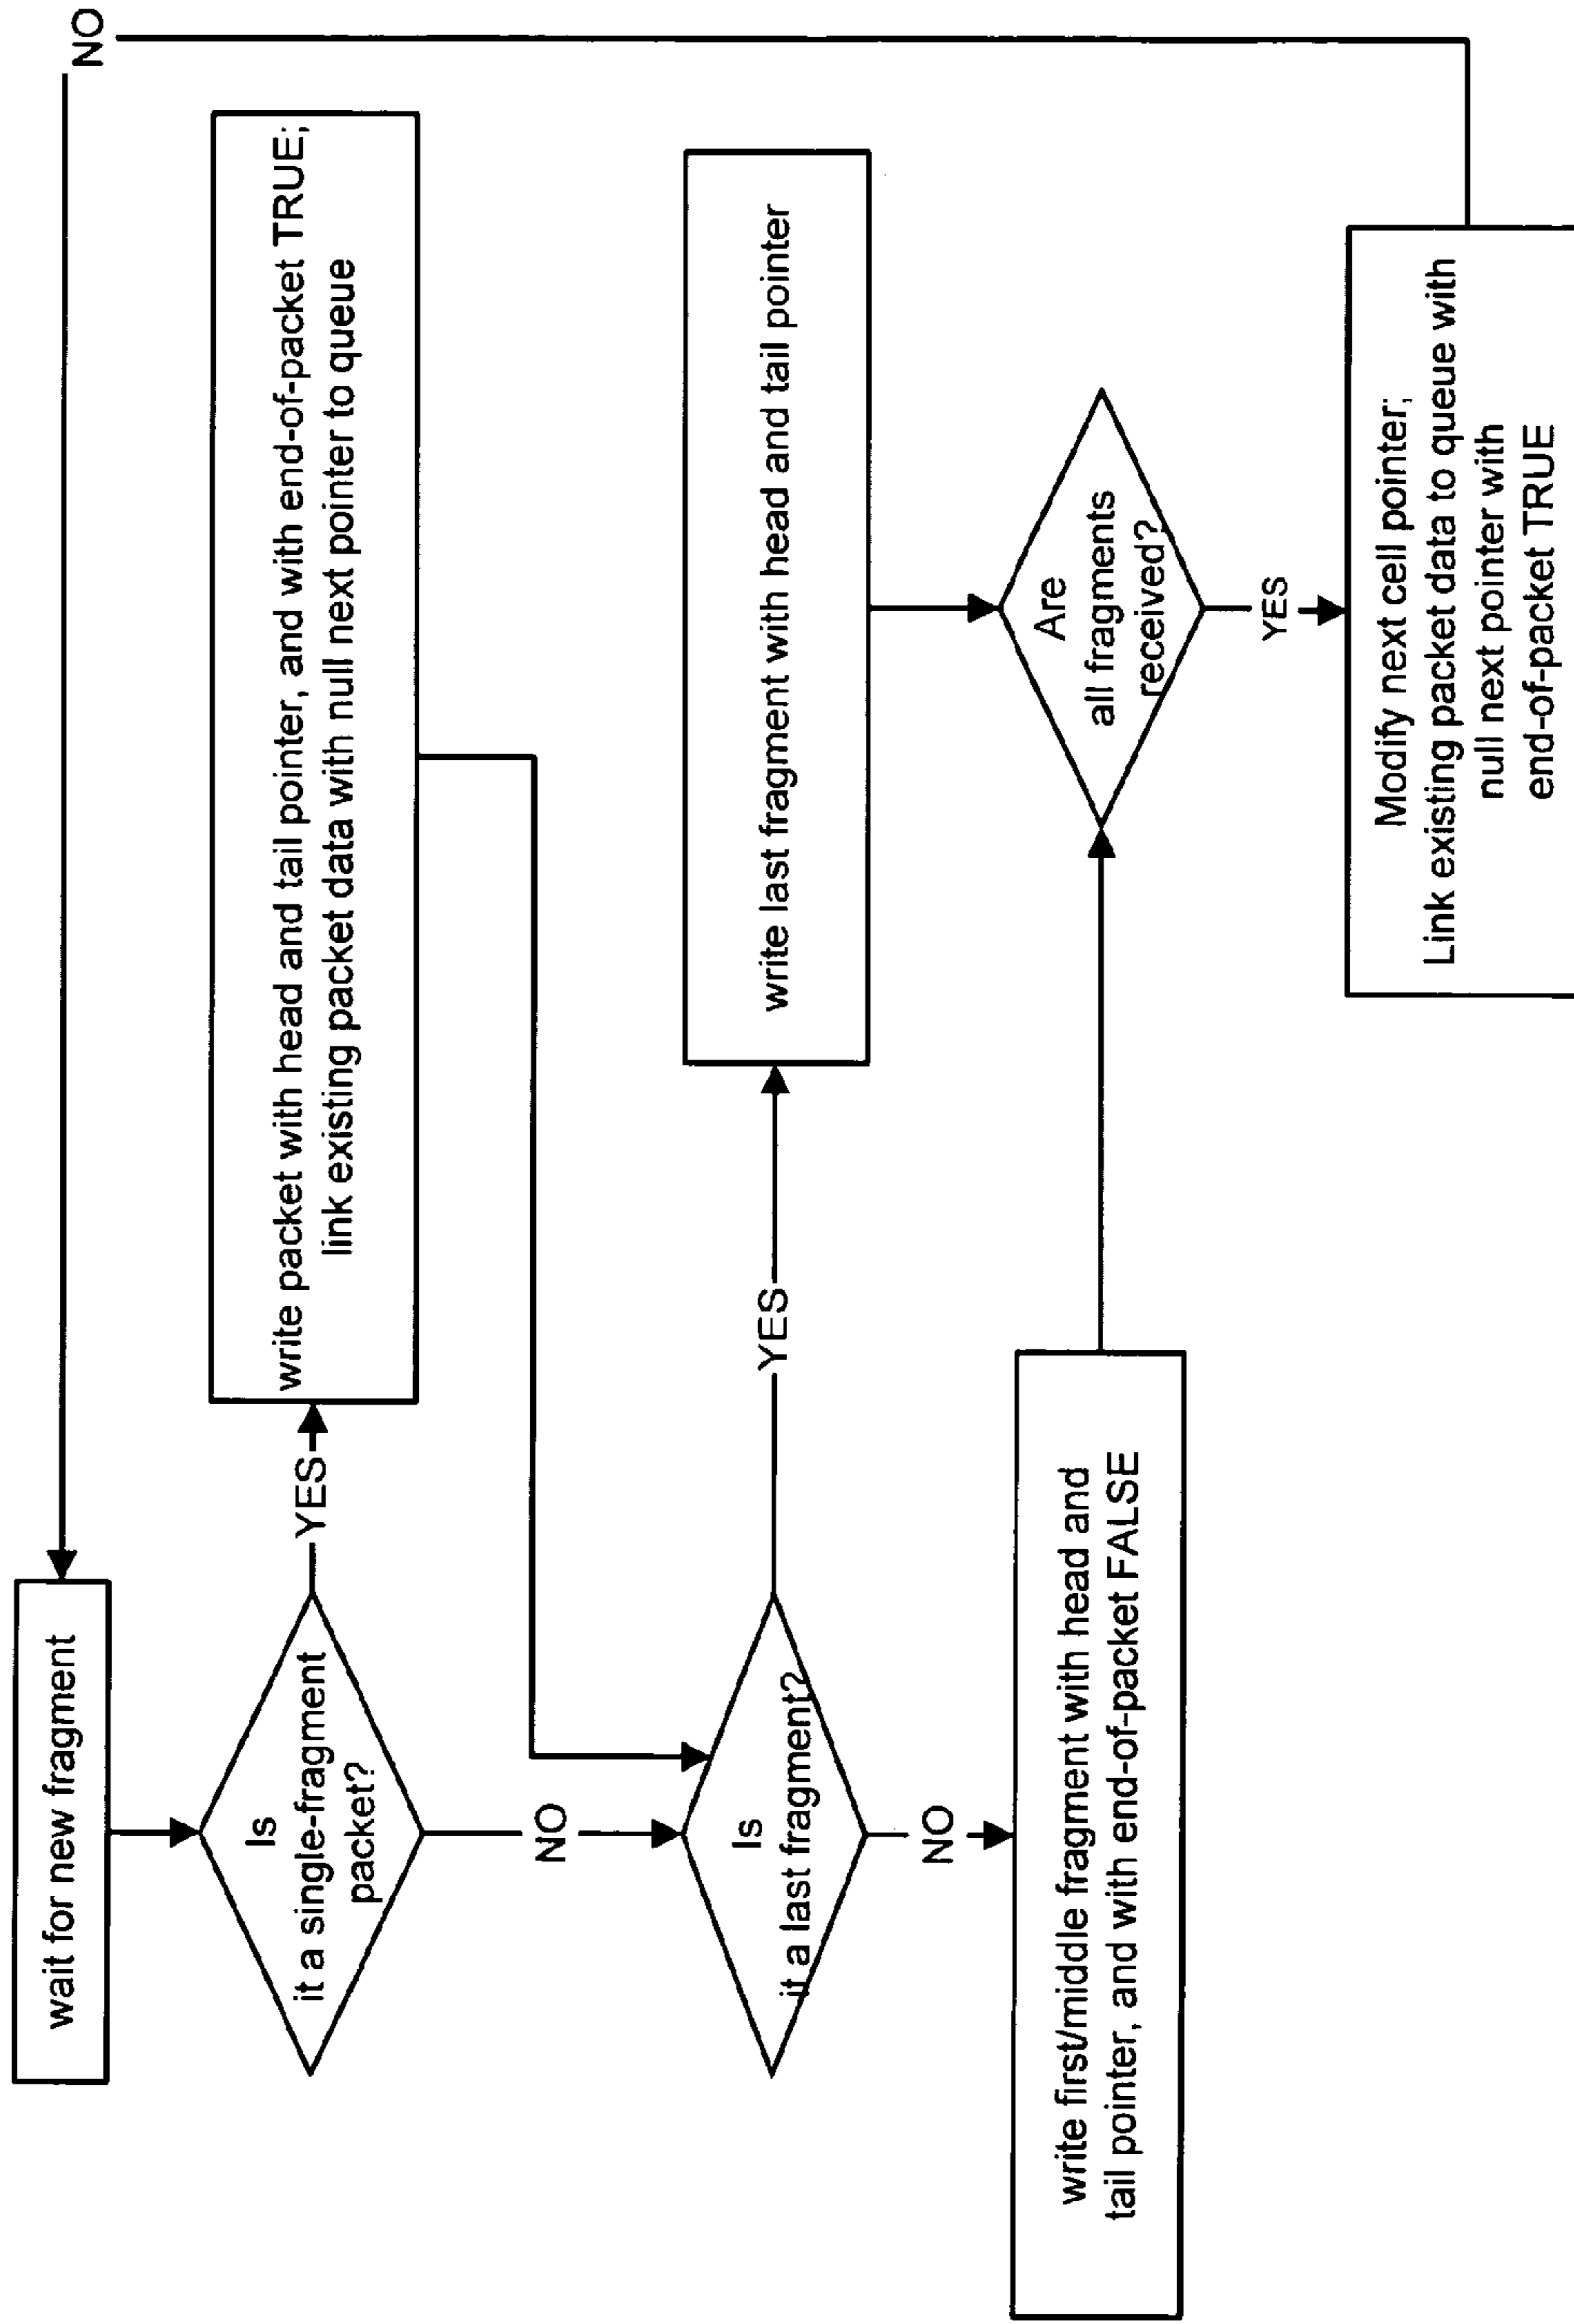 wait for new fragment
NO
Is
it a single-fragment
packet?
YES
write packet with head and tail pointer, and with end-of-packet TRUE;
link existing packet data with null next pointer to queue
NO
Is
it a last fragment?
YES
write last fragment with head and tail pointer
NO
write first/middle fragment with head and
tail pointer, and with end-of-packet FALSE
Are
all fragments
received?
YES
Modify next cell pointer;
Link existing packet data to queue with
null next pointer with
end-of-packet TRUE